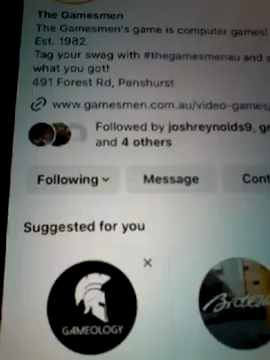 The Gamesmen
The Gamesmen's game is computer games!
Est. 1982.
Tag your swag with #thegamesmenau and
what you got!
491 Forest Rd, Penshurst
www.gamesmen.com.au/video-games
Followed by joshreynolds9,
and 4 others
Following
Message
Suggested for you
GAMEOLOGY